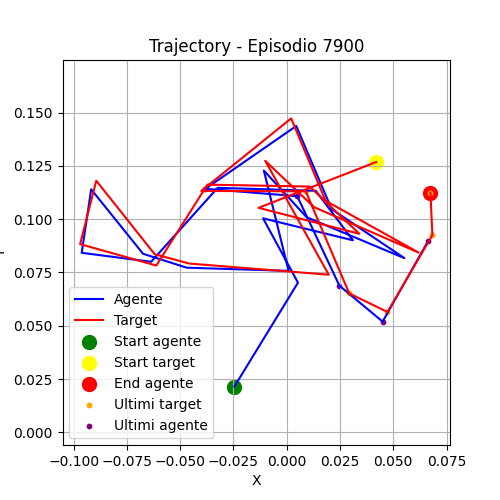 Trajectory - Episodio 7900
0.150
0.125
0.100
0.075
0.050
0.025
0.000
Agente
Target
Start agente
Start target
End agente
Ultimi target
Ultimi agente
−0.100 −0.075 −0.050 −0.025 0.000 0.025 0.050 0.075
X